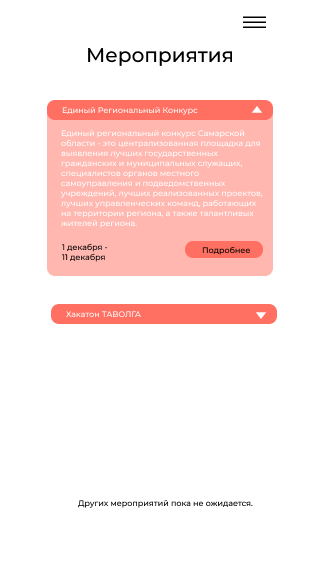 Мероприятия
Единый Региональный Конкурс
Единый региональный конкурс Самарской
области - это централизованная площадка для
выявления лучших государственных
гражданских и муниципальных служащих,
специалистов органов местного
самоуправления и подведомственных
учреждений, лучших реализованных проектов,
лучших управленческих команд, работающих
на территории региона, а также талантливых
жителей региона.
1 декабря -
11 декабря
Подробнее
Хакатон ТАВОЛГА
Других мероприятий пока не ожидается.